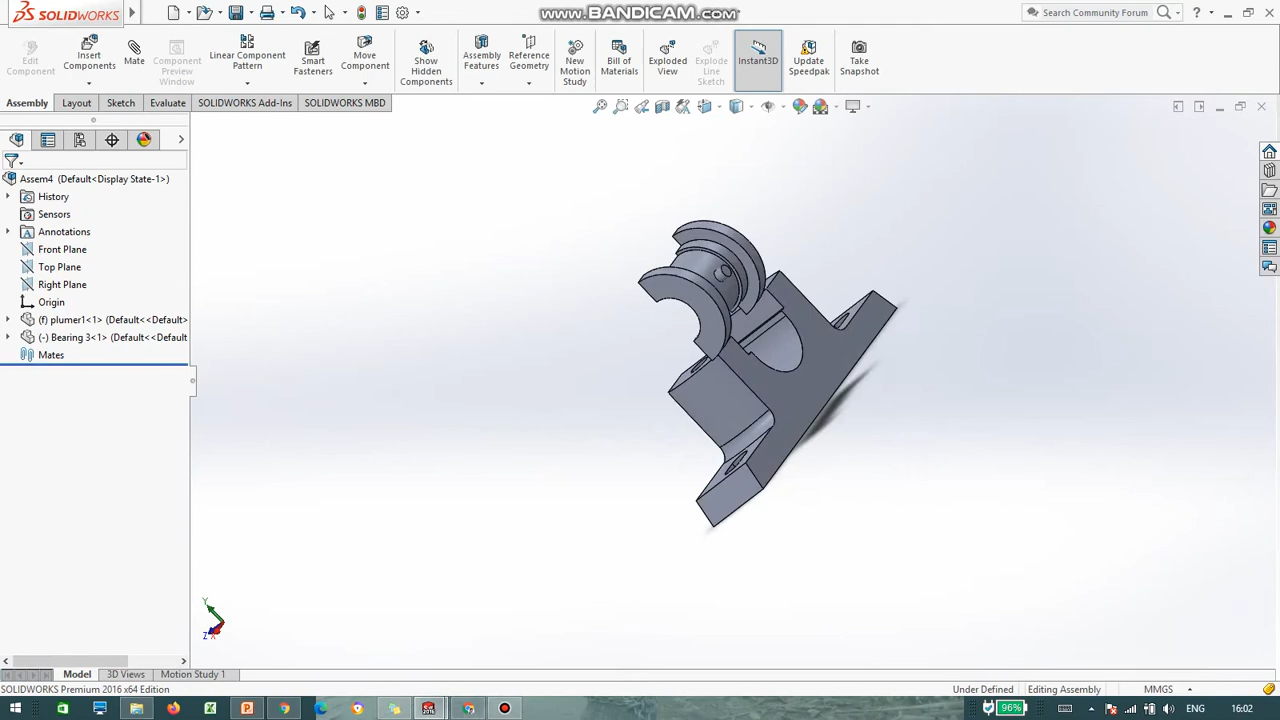 SOLIDWORKS
WWW.BANDICAM.COM
Search Community Forum
?
Edit Component
Insert Components
Mate
Component Preview Window
Linear Component Pattern
Smart Fasteners
Move Component
Show Hidden Components
Assembly Features
Reference Geometry
New Motion Study
Bill of Materials
Exploded View
Explode Line Sketch
Instant3D
Update Speedpak
Take Snapshot
Assembly Layout Sketch Evaluate SOLIDWORKS Add-Ins SOLIDWORKS MBD
Assem4 (Default<Display State-1>)
History
Sensors
Annotations
Front Plane
Top Plane
Right Plane
Origin
(f) plumer1<1> (Default<<Default>
(-) Bearing 3<1> (Default<<Default
Mates
Y
Z X
Model 3D Views Motion Study 1
SOLIDWORKS Premium 2016 x64 Edition Under Defined Editing Assembly MMGS
96% ENG 16:02